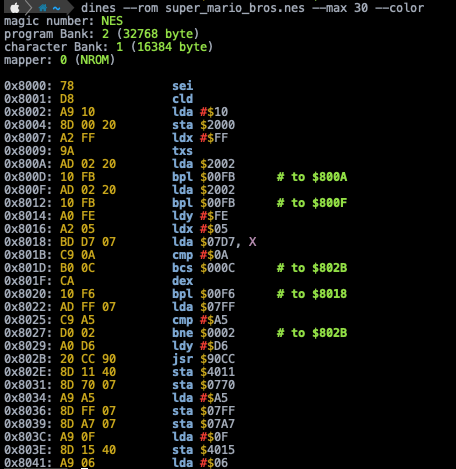 ~ dines --rom super_mario_bros.nes --max 30 --color
magic number: NES
program Bank: 2 (32768 byte)
character Bank: 1 (16384 byte)
mapper: 0 (NROM)
0x8000: 78 sei
0x8001: D8 cld
0x8002: A9 10 lda #$10
0x8004: 8D 00 20 sta $2000
0x8007: A2 FF ldx #$FF
0x8009: 9A txs
0x800A: AD 02 20 lda $2002
0x800D: 10 FB bpl $00FB # to $800A
0x800F: AD 02 20 lda $2002
0x8012: 10 FB bpl $00FB # to $800F
0x8014: A0 FE ldy #$FE
0x8016: A2 05 ldx #$05
0x8018: BD D7 07 lda $07D7, X
0x801B: C9 0A cmp #$0A
0x801D: B0 0C bcs $000C # to $802B
0x801F: CA dex
0x8020: 10 F6 bpl $00F6 # to $8018
0x8022: AD FF 07 lda $07FF
0x8025: C9 A5 cmp #$A5
0x8027: D0 02 bne $0002 # to $802B
0x8029: A0 D6 ldy #$D6
0x802B: 20 CC 90 jsr $90CC
0x802E: 8D 11 40 sta $4011
0x8031: 8D 70 07 sta $0770
0x8034: A9 A5 lda #$A5
0x8036: 8D FF 07 sta $07FF
0x8039: 8D A7 07 sta $07A7
0x803C: A9 0F lda #$0F
0x803E: 8D 15 40 sta $4015
0x8041: A9 06 lda #$06